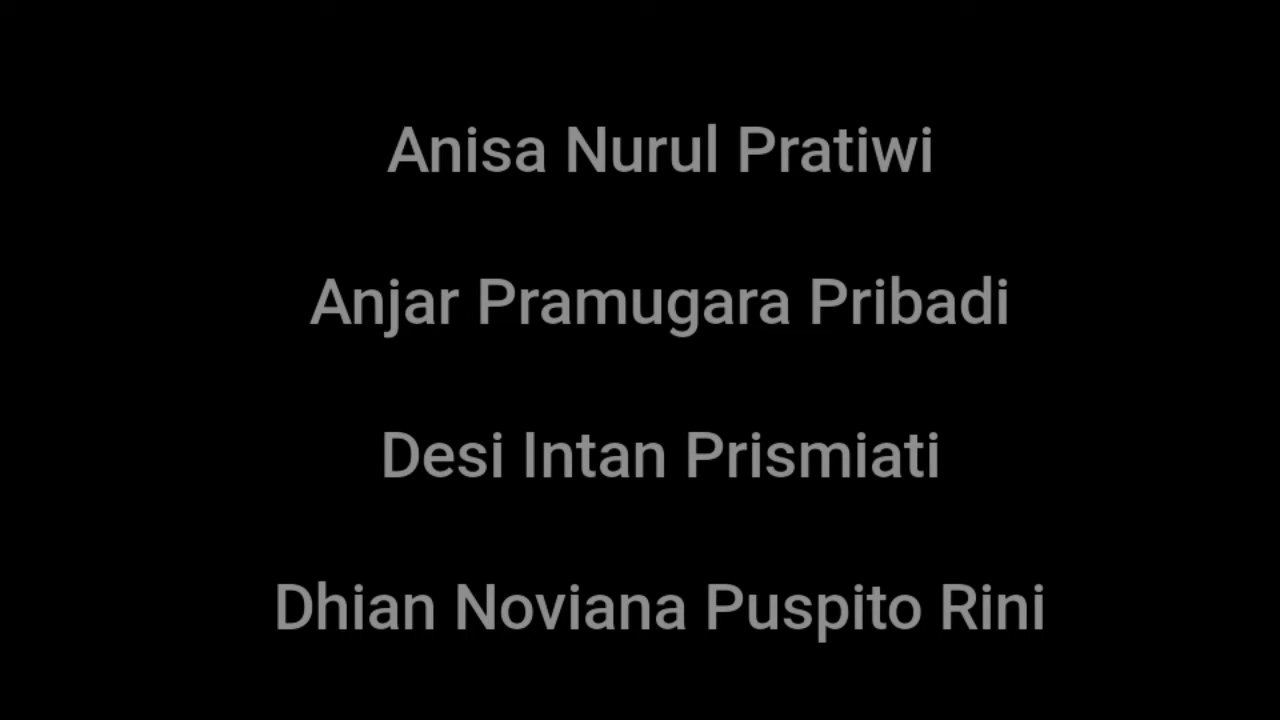 Anisa Nurul Pratiwi
Anjar Pramugara Pribadi
Desi Intan Prismiati
Dhian Noviana Puspito Rini